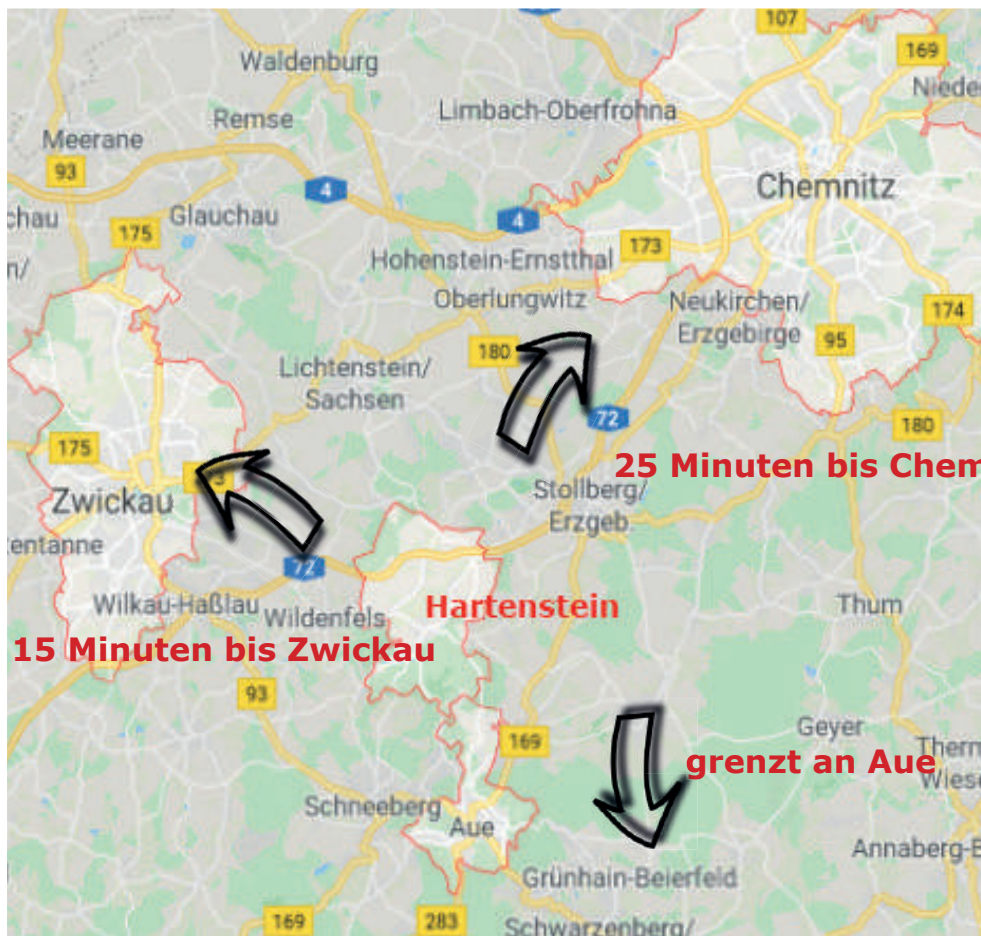 107
169
Waldenburg
Limbach-Oberfrohna
Remse
Meerane
93
4
Chemnitz
Glauchau
4
175
173
Hohenstein-Ernstthal
Oberlungwitz
Neukirchen/
Erzgebirge
174
95
180
Lichtenstein/
Sachsen
72
180
175
25 Minuten bis Chem
Zwickau
Stollberg/
Erzgeb.
entanne
72
Wilkau-Haßlau
Wildenfels
Hartenstein
Thum
15 Minuten bis Zwickau
93
169
Geyer
grenzt an Aue
Therm
Wiese
Schneeberg
Aue
Annaberg-B
Grünhain-Beierfeld
169
283
Schwarzenberg/